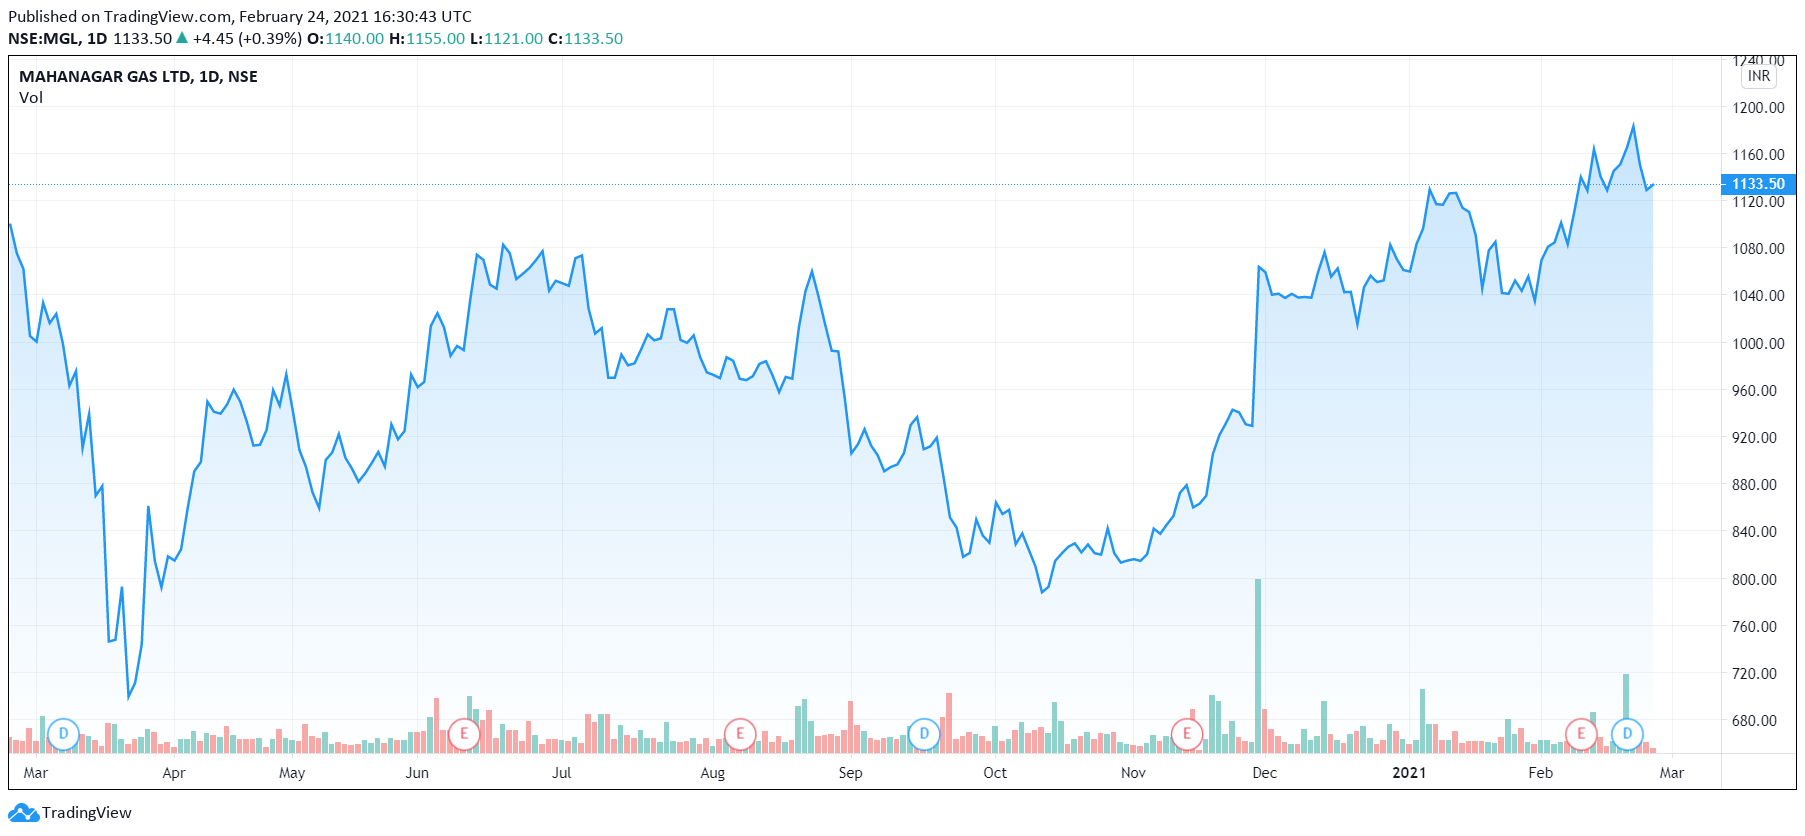 Published on TradingView.com, February 24, 2021 16:30:43 UTC
NSE:MGL, 1D 1133.50 ▲ +4.45 (+0.39%) O:1140.00 H:1155.00 L:1121.00 C:1133.50
MAHANAGAR GAS LTD, 1D, NSE
Vol
1240.00
INR
1200.00
1160.00
1133.50
1120.00
1080.00
1040.00
1000.00
960.00
920.00
880.00
840.00
800.00
760.00
720.00
680.00
D E E D E E D
Mar Apr May Jun Jul Aug Sep Oct Nov Dec 2021 Feb Mar
TradingView